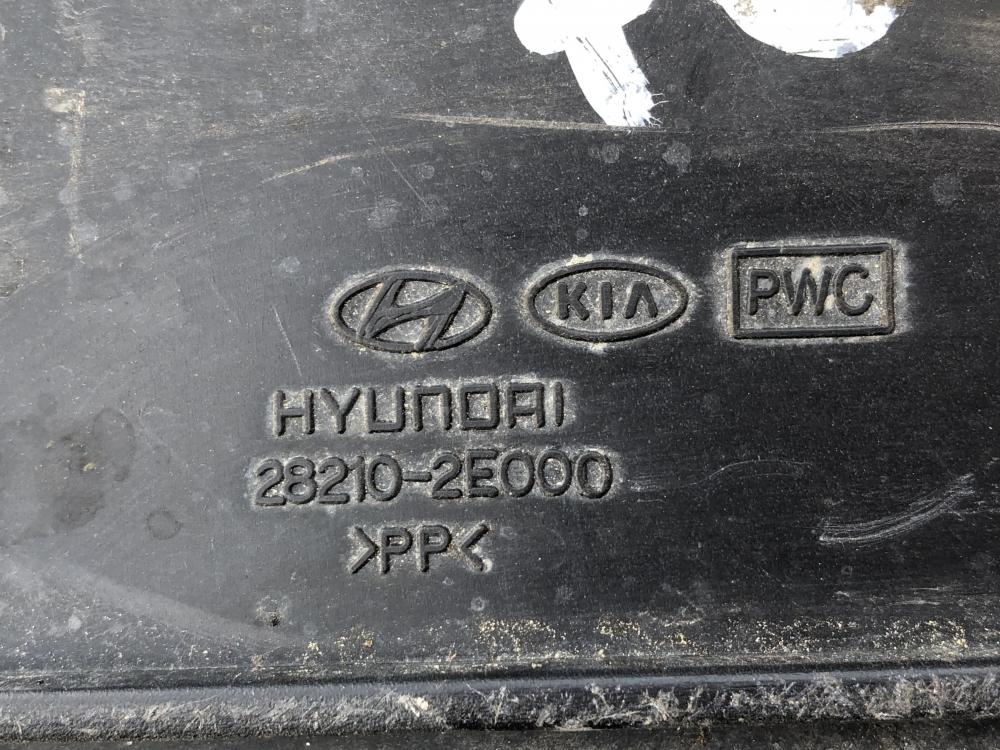 KIA PWC
HYUNDAI
28210-2E000
>PP<